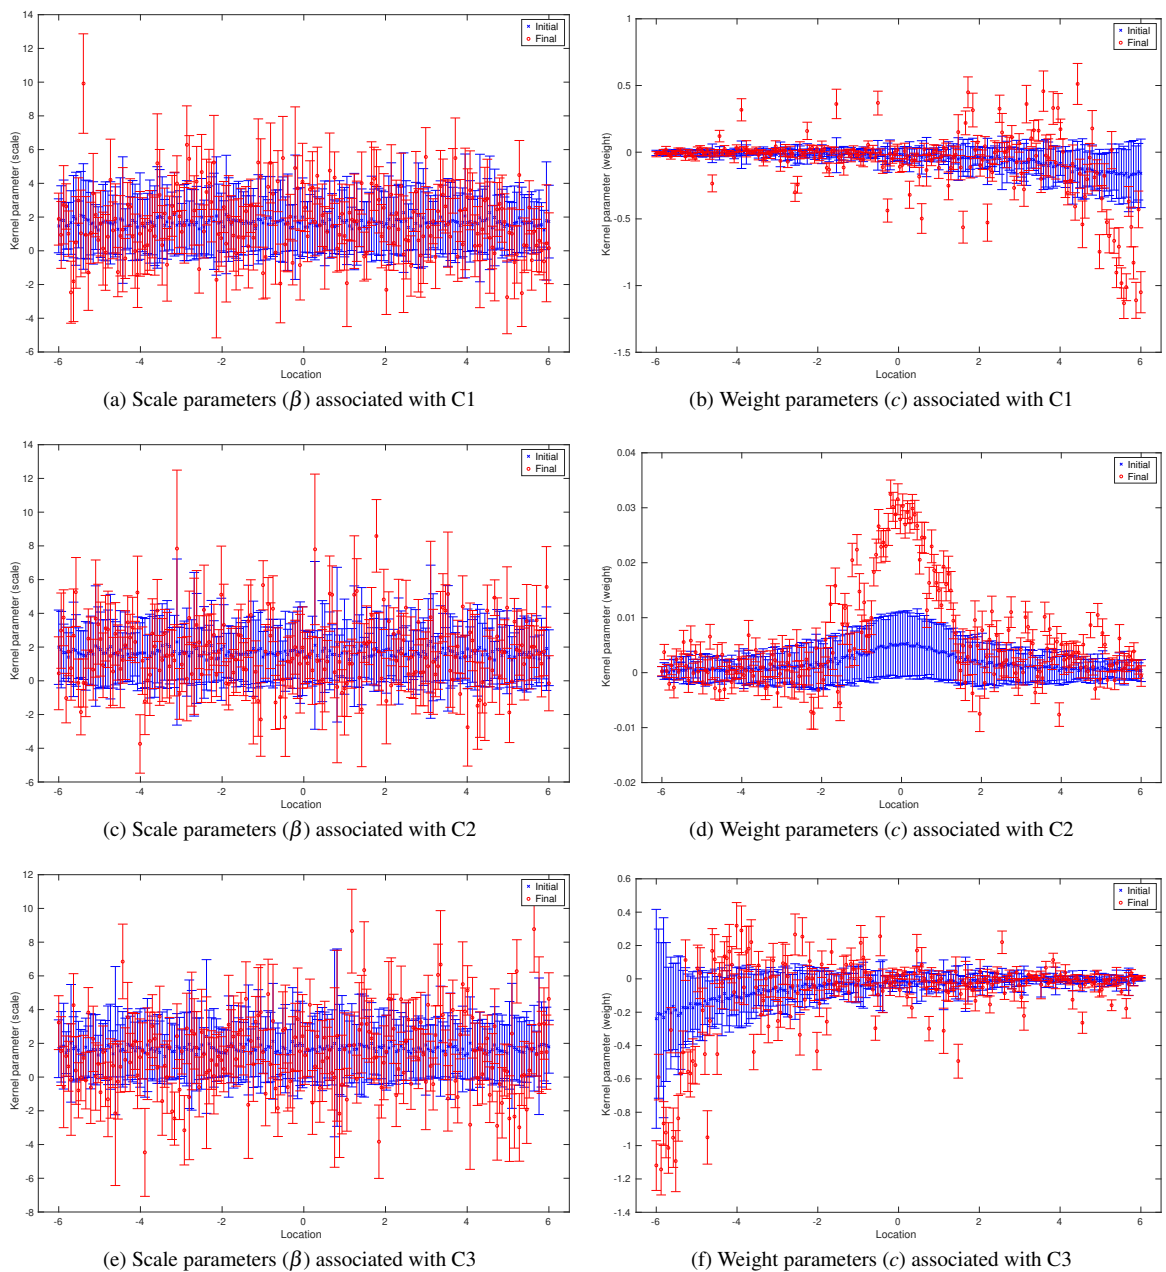 14
12
10
8
6
4
2
0
-2
-4
-6
-6 -4 -2 0 2 4 6
Kernel parameter (scale)
Location
Initial
Final
(a) Scale parameters (β) associated with C1
1
0.5
0
-0.5
-1
-1.5
-6 -4 -2 0 2 4 6
Kernel parameter (weight)
Location
Initial
Final
(b) Weight parameters (c) associated with C1
14
12
10
8
6
4
2
0
-2
-4
-6
-6 -4 -2 0 2 4 6
Kernel parameter (scale)
Location
Initial
Final
(c) Scale parameters (β) associated with C2
0.04
0.03
0.02
0.01
0
-0.01
-0.02
-6 -4 -2 0 2 4 6
Kernel parameter (weight)
Location
Initial
Final
(d) Weight parameters (c) associated with C2
12
10
8
6
4
2
0
-2
-4
-6
-8
-6 -4 -2 0 2 4 6
Kernel parameter (scale)
Location
Initial
Final
(e) Scale parameters (β) associated with C3
0.6
0.4
0.2
0
-0.2
-0.4
-0.6
-0.8
-1
-1.2
-1.4
-6 -4 -2 0 2 4 6
Kernel parameter (weight)
Location
Initial
Final
(f) Weight parameters (c) associated with C3